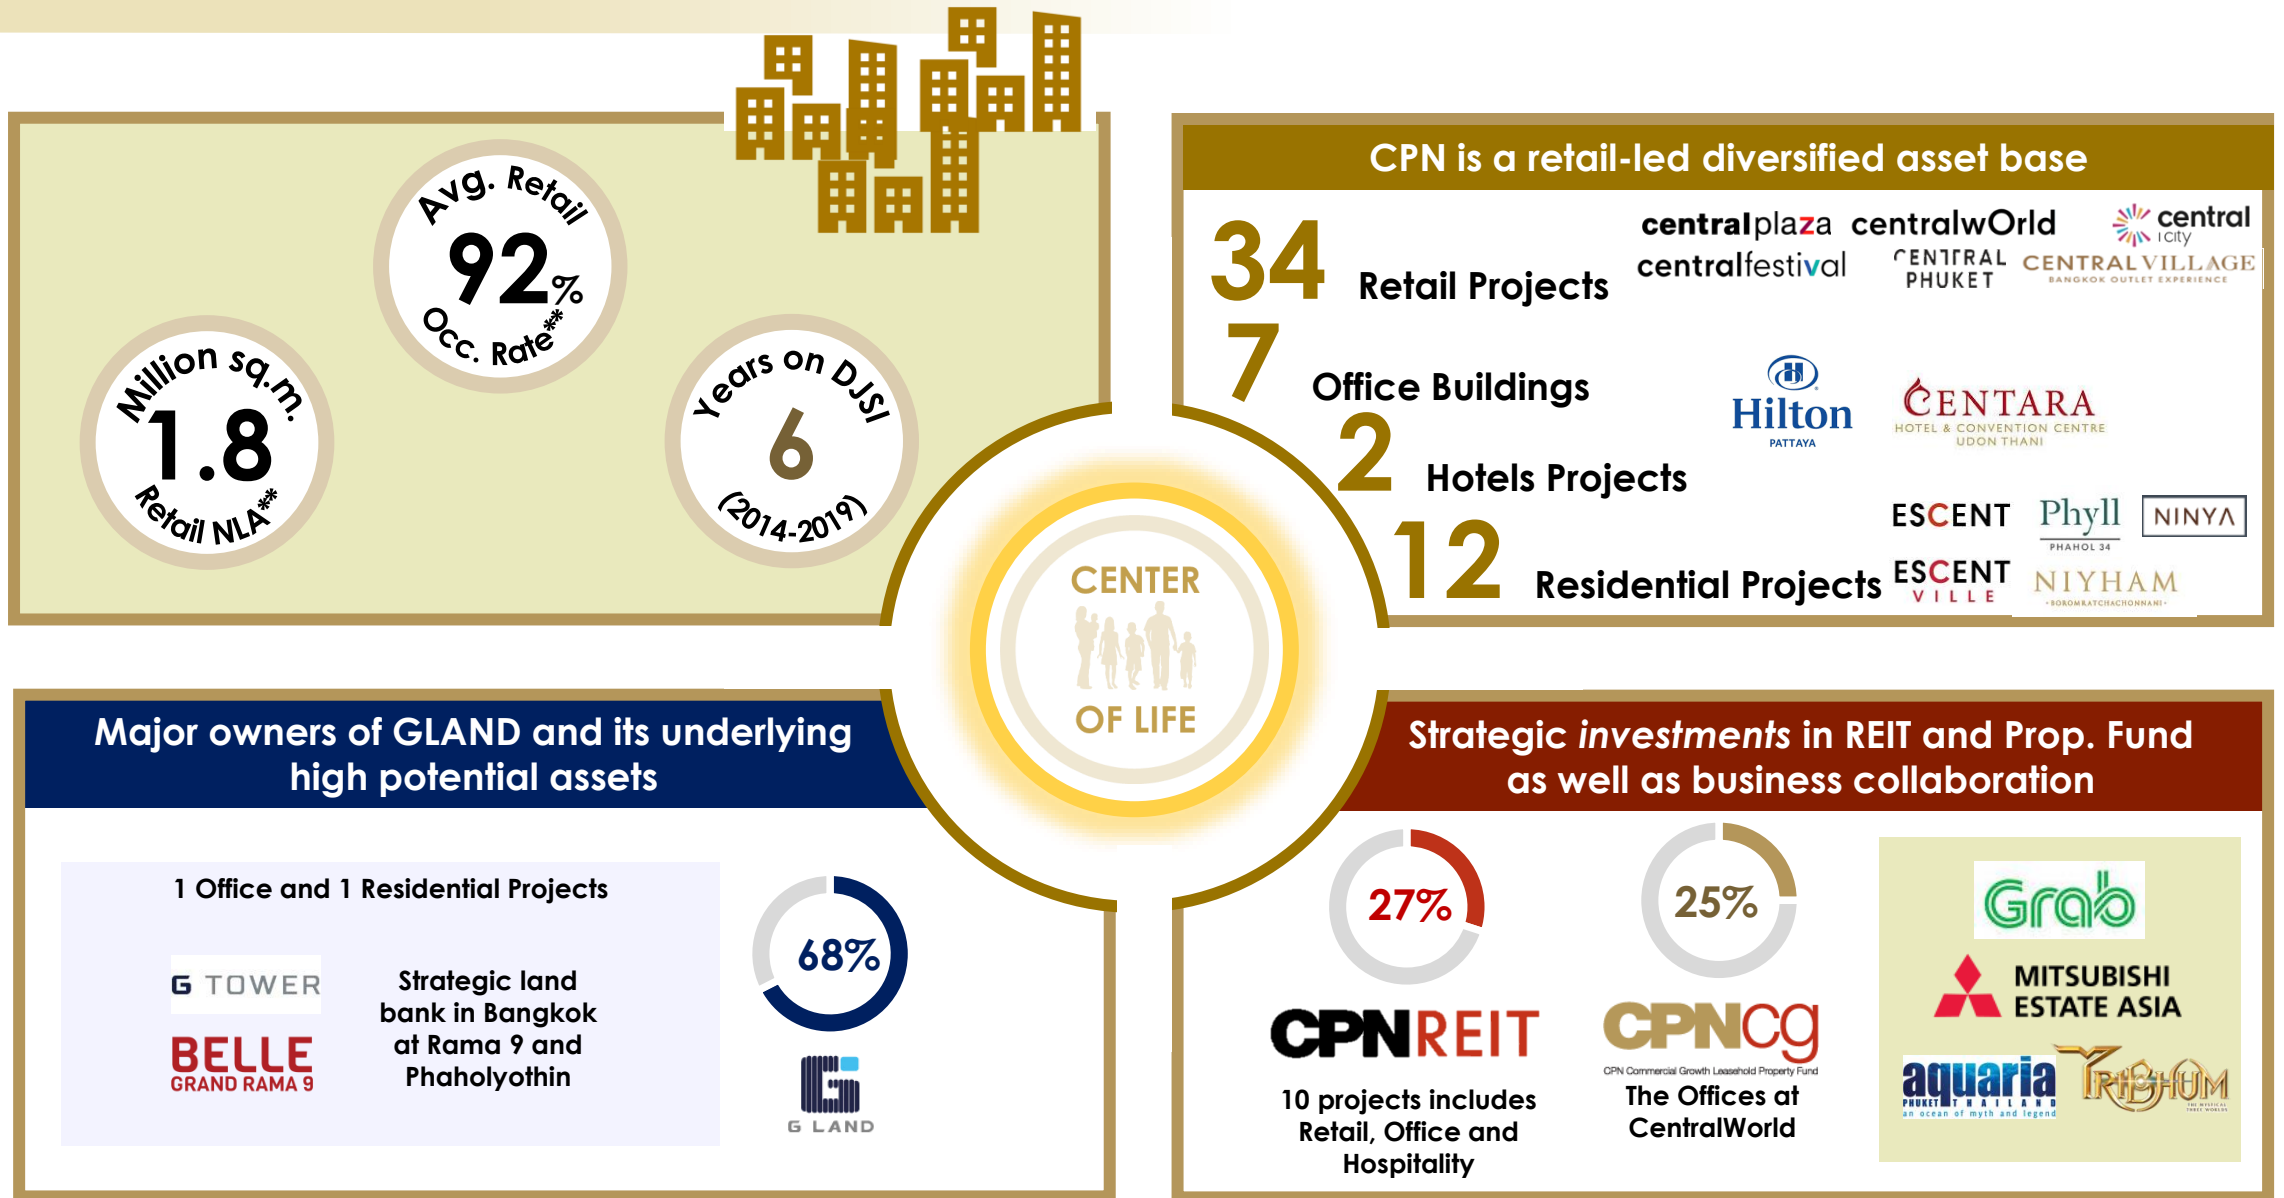 Avg. Retail
92%
Occ. Rate**
Million sq.m.
1.8
Retail NLA**
Years on DJSI
6
(2014-2019)
CPN is a retail-led diversified asset base
34 Retail Projects
centralplaza centralwOrld central i city
centralfestival CENTRAL PHUKET CENTRAL VILLAGE
BANGKOK OUTLET EXPERIENCE
7 Office Buildings
2 Hotels Projects
Hilton
PATTAYA
CENTARA
HOTEL & CONVENTION CENTRE
UDON THANI
12 Residential Projects
ESCENT
Phyll
PHAHOL 34
NINYA
ESCENT
VILLE
NIYHAM
•BOROMRATCHACHONNANI•
CENTER
OF LIFE
Major owners of GLAND and its underlying
high potential assets
1 Office and 1 Residential Projects
G TOWER
BELLE
GRAND RAMA 9
Strategic land
bank in Bangkok
at Rama 9 and
Phaholyothin
68%
G LAND
Strategic investments in REIT and Prop. Fund
as well as business collaboration
27%
CPNREIT
10 projects includes
Retail, Office and
Hospitality
25%
CPNCg
CPN Commercial Growth Leasehold Property Fund
The Offices at
CentralWorld
Grab
MITSUBISHI
ESTATE ASIA
aquaria
PHUKET THAILAND
an ocean of myth and legend
TRIBHUM
THE MYSTICAL
THREE WORLDS